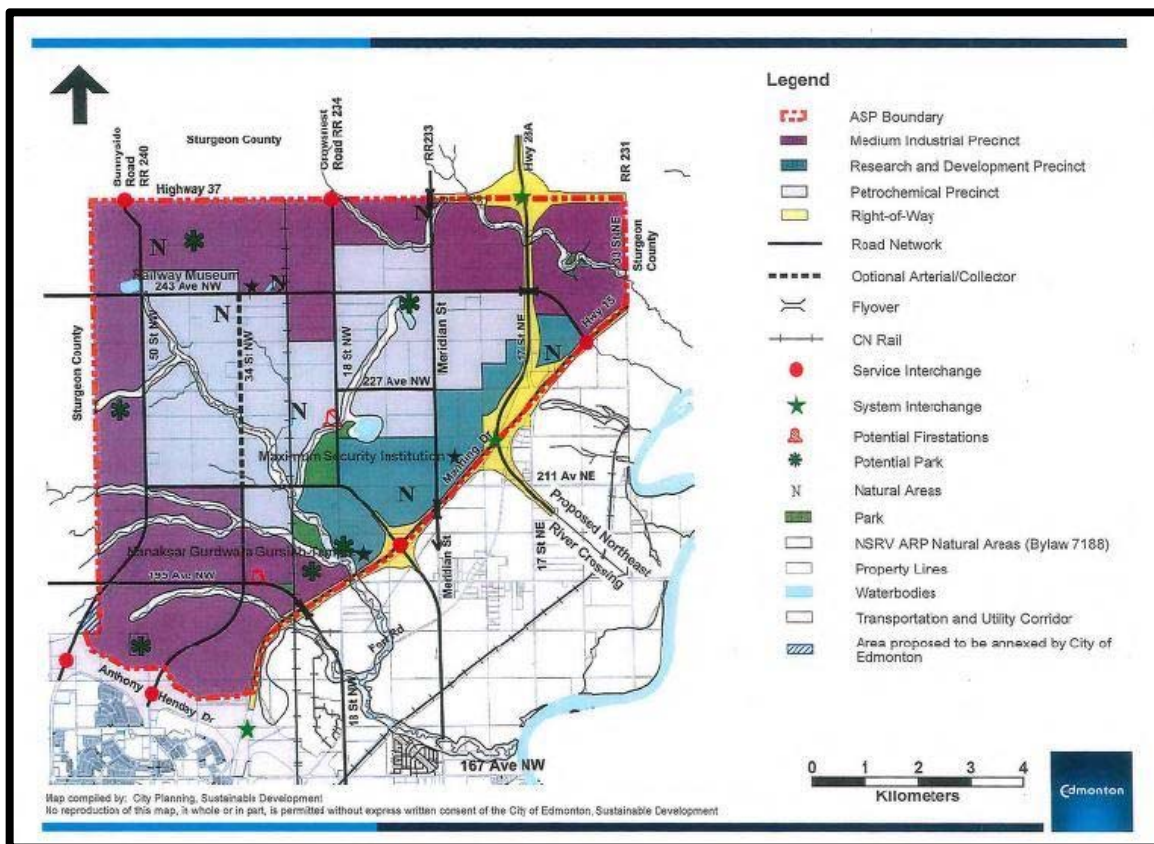 Sturgeon County
Sunnyside
Road
RR 240
Crowsnest
Road RR 234
RR233
Hwy 28A
RR 231
Highway 37
33 St NE
Sturgeon
County
N
N
N
Railway Museum
243 Ave NW
N
Hwy 15
Sturgeon County
50 St NW
34 St NW
18 St NW
Meridian St
17 St NE
N
227 Ave NW
N
Maximum Security Institution
Manning Dr
211 Av NE
N
Proposed Northeast
River Crossing
Nanaksar Gurdwara Gursikh Temple
195 Ave NW
Meridian St
17 St NE
Fort Rd
Anthony Henday Dr
18 St NW
167 Ave NW
Legend
ASP Boundary
Medium Industrial Precinct
Research and Development Precinct
Petrochemical Precinct
Right-of-Way
Road Network
Optional Arterial/Collector
Flyover
CN Rail
Service Interchange
System Interchange
Potential Firestations
Potential Park
N Natural Areas
Park
NSRV ARP Natural Areas (Bylaw 7188)
Property Lines
Waterbodies
Transportation and Utility Corridor
Area proposed to be annexed by City of
Edmonton
0 1 2 3 4
Kilometers
Edmonton
Map compiled by: City Planning, Sustainable Development
No reproduction of this map, in whole or in part, is permitted without express written consent of the City of Edmonton, Sustainable Development